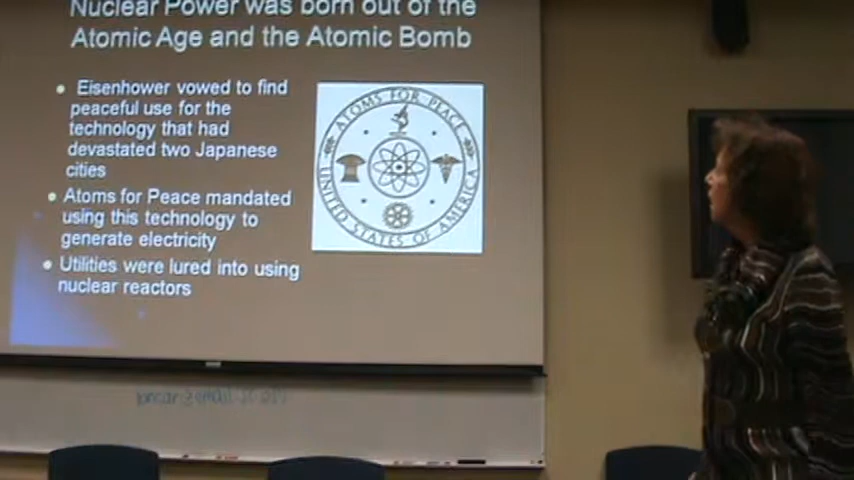 Nuclear Power was born out of the
Atomic Age and the Atomic Bomb
Eisenhower vowed to find
peaceful use for the
technology that had
devastated two Japanese
cities
Atoms for Peace mandated
using this technology to
generate electricity
Utilities were lured into using
nuclear reactors
ATOMS FOR PEACE
UNITED STATES OF AMERICA